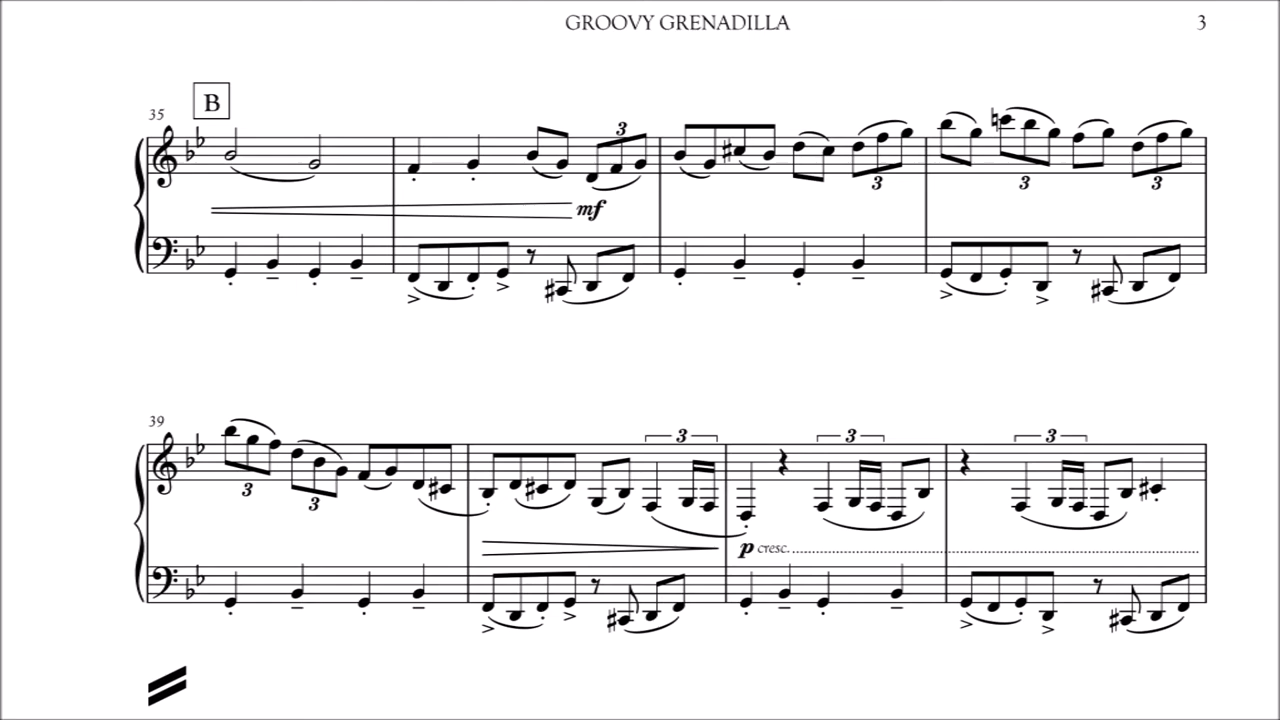 GROOVY GRENADILLA 3
B
35
3
mf
3 3 3
39
3 3 3 3 3
p cresc.